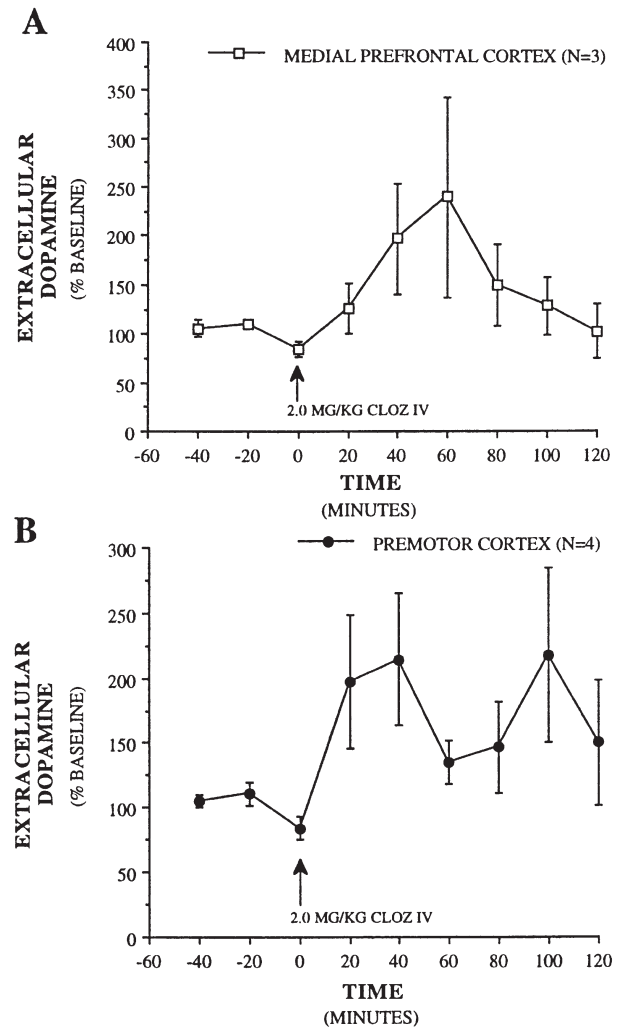 A
MEDIAL PREFRONTAL CORTEX (N=3)
EXTRACELLULAR
DOPAMINE
(% BASELINE)
400
350
300
250
200
150
100
50
0
2.0 MG/KG CLOZ IV
-60 -40 -20 0 20 40 60 80 100 120
TIME
(MINUTES)
B
PREMOTOR CORTEX (N=4)
EXTRACELLULAR
DOPAMINE
(% BASELINE)
300
250
200
150
100
50
0
2.0 MG/KG CLOZ IV
-60 -40 -20 0 20 40 60 80 100 120
TIME
(MINUTES)